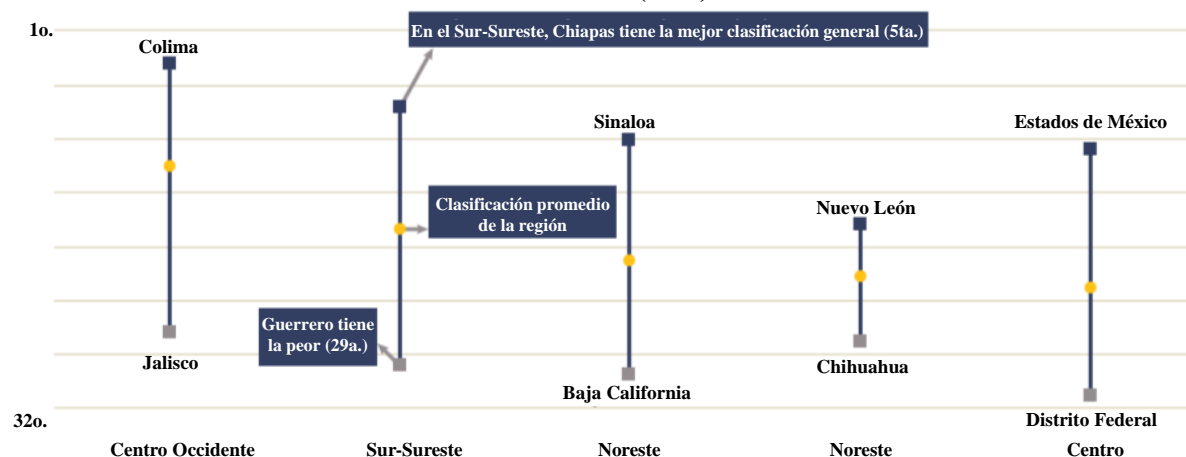 1o.
En el Sur-Sureste, Chiapas tiene la mejor clasificación general (5ta.)
Colima
Sinaloa
Estados de México
Clasificación promedio
de la región
Nuevo León
Guerrero tiene
la peor (29a.)
Jalisco
Chihuahua
Baja California
32o.
Distrito Federal
Centro Occidente
Sur-Sureste
Noreste
Noreste
Centro